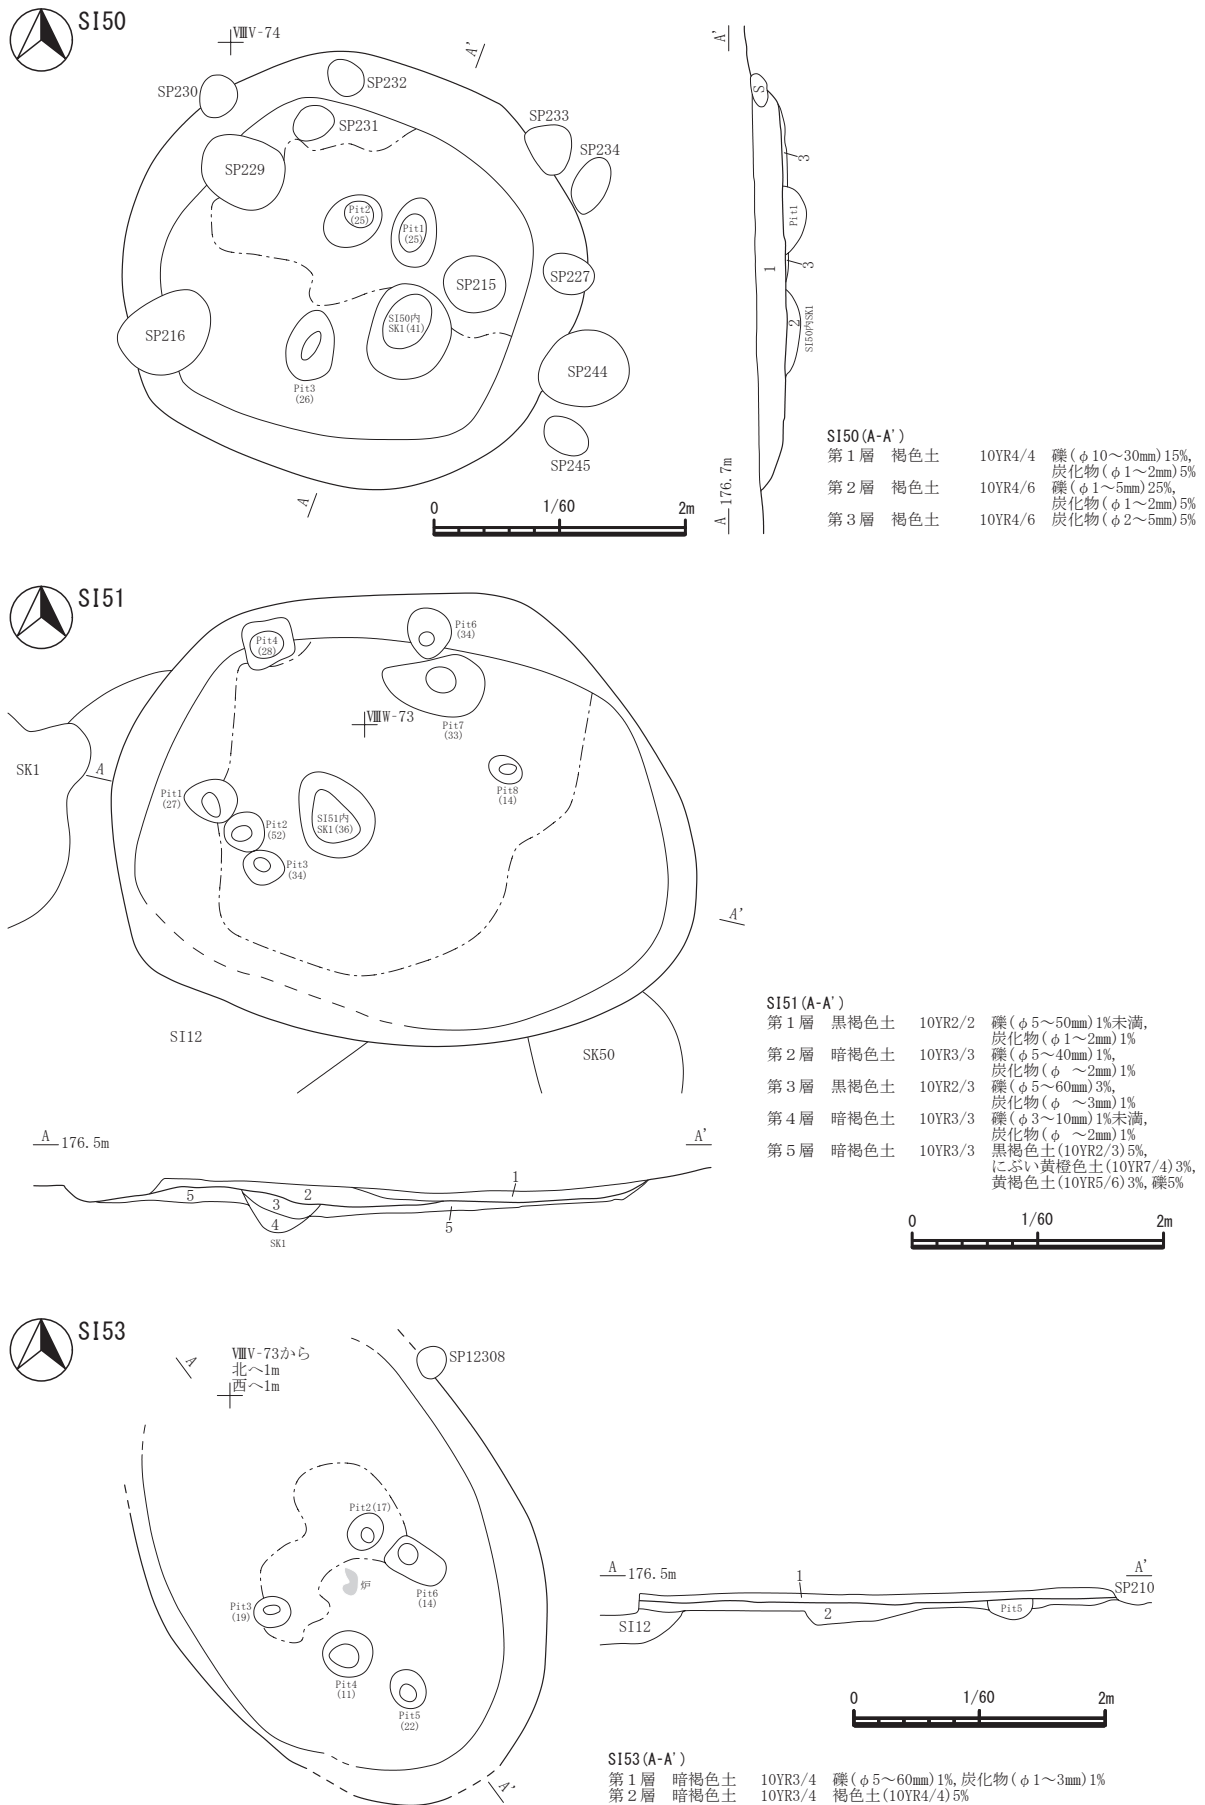 SI50
ⅧV-74
A'
SP230
SP232
SP231
SP233
SP234
SP229
Pit2
(25)
Pit1
(25)
SP215
SP227
SP216
SI50内
SK1(41)
Pit3
(26)
SP244
SP245
A
0 1/60 2m
A'
S
3
Pit1
3
1
2
SI50内SK1
A 176.7m
SI50(A-A')
第1層 褐色土 10YR4/4 礫(φ10～30㎜)15%,
炭化物(φ1～2㎜)5%
第2層 褐色土 10YR4/6 礫(φ1～5㎜)25%,
炭化物(φ1～2㎜)5%
第3層 褐色土 10YR4/6 炭化物(φ2～5㎜)5%
SI51
Pit4
(28)
Pit6
(34)
ⅧW-73
Pit7
(33)
SK1
A
Pit1
(27)
Pit2
(52)
Pit3
(34)
SI51内
SK1(36)
Pit8
(14)
A'
SI12
SK50
A 176.5m
A'
1
5
2
3
4
5
SK1
SI51(A-A')
第1層 黒褐色土 10YR2/2 礫(φ5～50㎜)1%未満,
炭化物(φ1～2㎜)1%
第2層 暗褐色土 10YR3/3 礫(φ5～40㎜)1%,
炭化物(φ ～2㎜)1%
第3層 黒褐色土 10YR2/3 礫(φ5～60㎜)3%,
炭化物(φ ～3㎜)1%
第4層 暗褐色土 10YR3/3 礫(φ3～10㎜)1%未満,
炭化物(φ ～2㎜)1%
第5層 暗褐色土 10YR3/3 黒褐色土(10YR2/3)5%,
にぶい黄橙色土(10YR7/4)3%,
黄褐色土(10YR5/6)3%,礫5%
0 1/60 2m
SI53
A
ⅧV-73から
北へ1m
西へ1m
SP12308
Pit2(17)
炉
Pit6
(14)
Pit3
(19)
Pit4
(11)
Pit5
(22)
A'
A 176.5m
1
A'
SP210
SI12
2
Pit5
0 1/60 2m
SI53(A-A')
第1層 暗褐色土 10YR3/4 礫(φ5～60㎜)1%,炭化物(φ1～3㎜)1%
第2層 暗褐色土 10YR3/4 褐色土(10YR4/4)5%